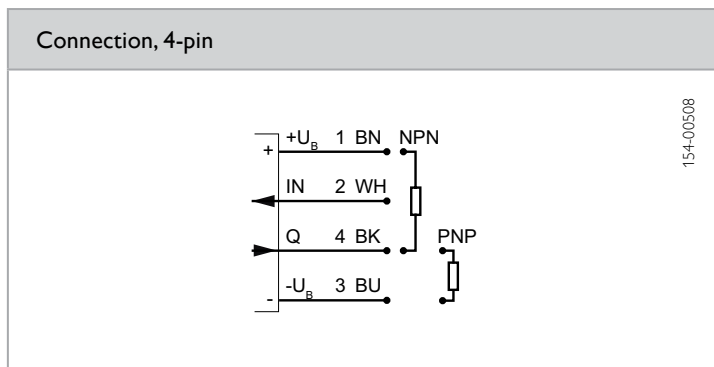 Connection, 4-pin
154-00508
+ +U_B 1 BN NPN
IN 2 WH
Q 4 BK PNP
- -U_B 3 BU